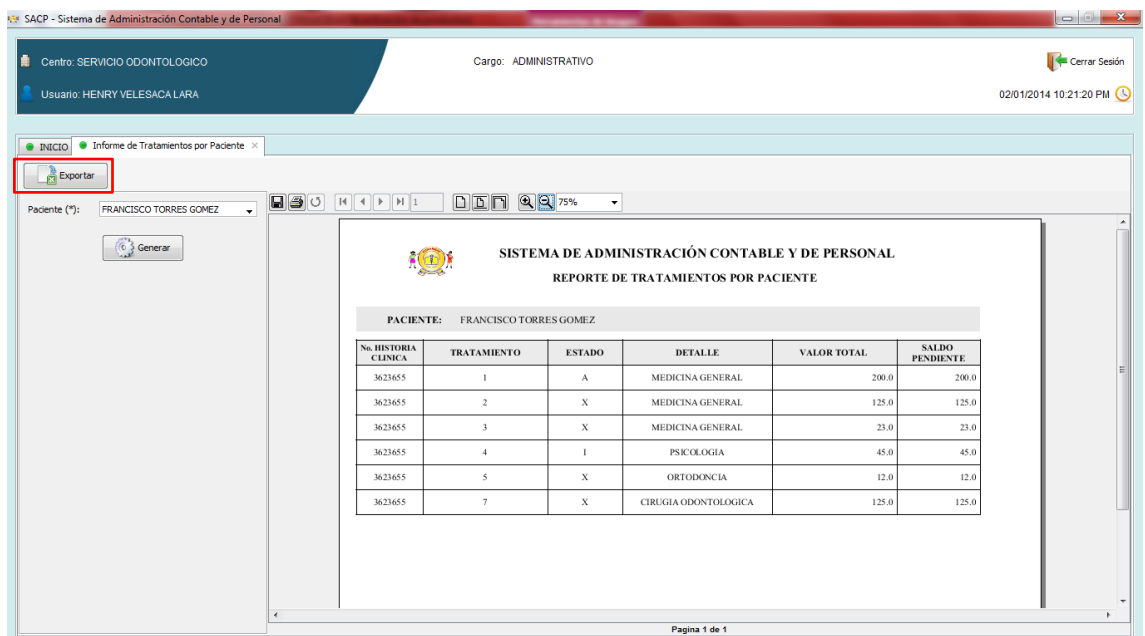 SACP - Sistema de Administración Contable y de Personal
Centro: SERVICIO ODONTOLOGICO
Cargo: ADMINISTRATIVO
Cerrar Sesión
Usuario: HENRY VELESACA LARA
02/01/2014 10:21:20 PM
INICIO Informe de Tratamientos por Paciente
Exportar
Paciente (*): FRANCISCO TORRES GOMEZ
1 75%
Generar
SISTEMA DE ADMINISTRACIÓN CONTABLE Y DE PERSONAL
REPORTE DE TRATAMIENTOS POR PACIENTE
PACIENTE: FRANCISCO TORRES GOMEZ
No. HISTORIA CLINICA TRATAMIENTO ESTADO DETALLE VALOR TOTAL SALDO PENDIENTE
3623655 1 A MEDICINA GENERAL 200.0 200.0
3623655 2 X MEDICINA GENERAL 125.0 125.0
3623655 3 X MEDICINA GENERAL 23.0 23.0
3623655 4 I PSICOLOGIA 45.0 45.0
3623655 5 X ORTODONCIA 12.0 12.0
3623655 7 X CIRUGIA ODONTOLOGICA 125.0 125.0
Pagina 1 de 1